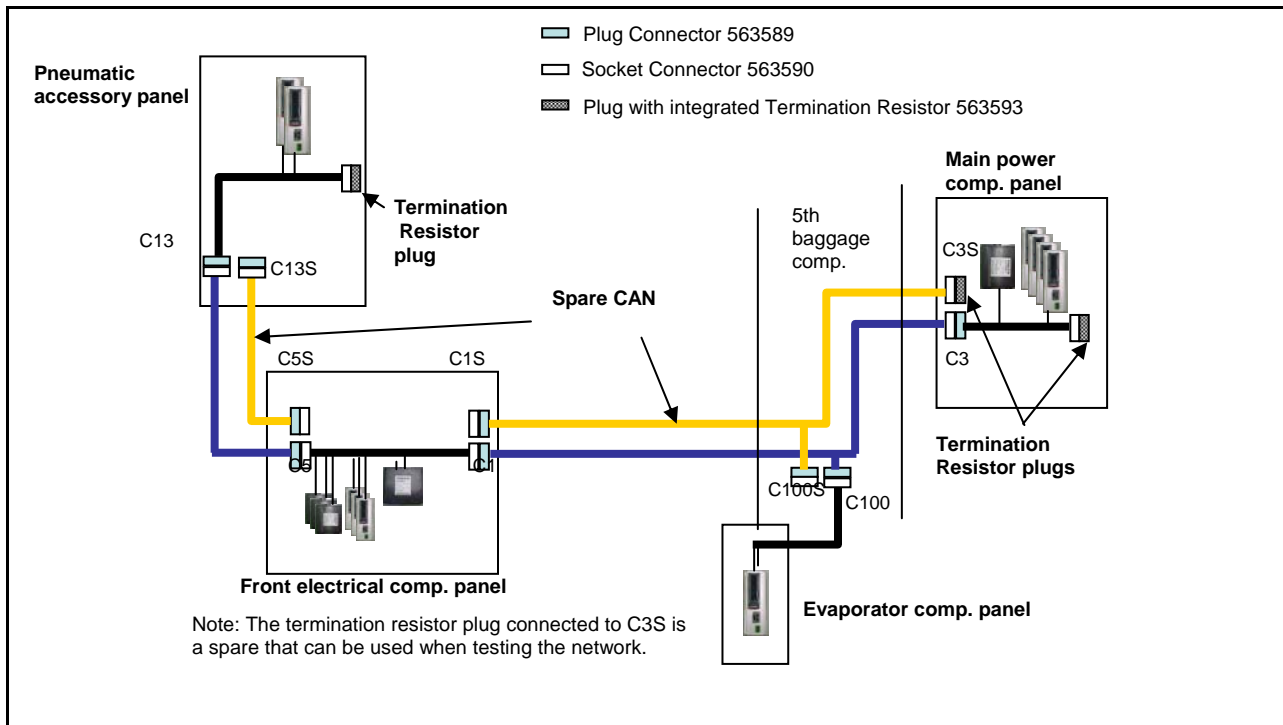 Plug Connector 563589
Socket Connector 563590
Plug with integrated Termination Resistor 563593
Pneumatic
accessory panel
Termination
Resistor
plug
C13
C13S
Main power
comp. panel
5th
baggage
comp.
C3S
C3
Spare CAN
C5S
C1S
C5
C1
C100S
C100
Termination
Resistor plugs
Front electrical comp. panel
Evaporator comp. panel
Note: The termination resistor plug connected to C3S is
a spare that can be used when testing the network.